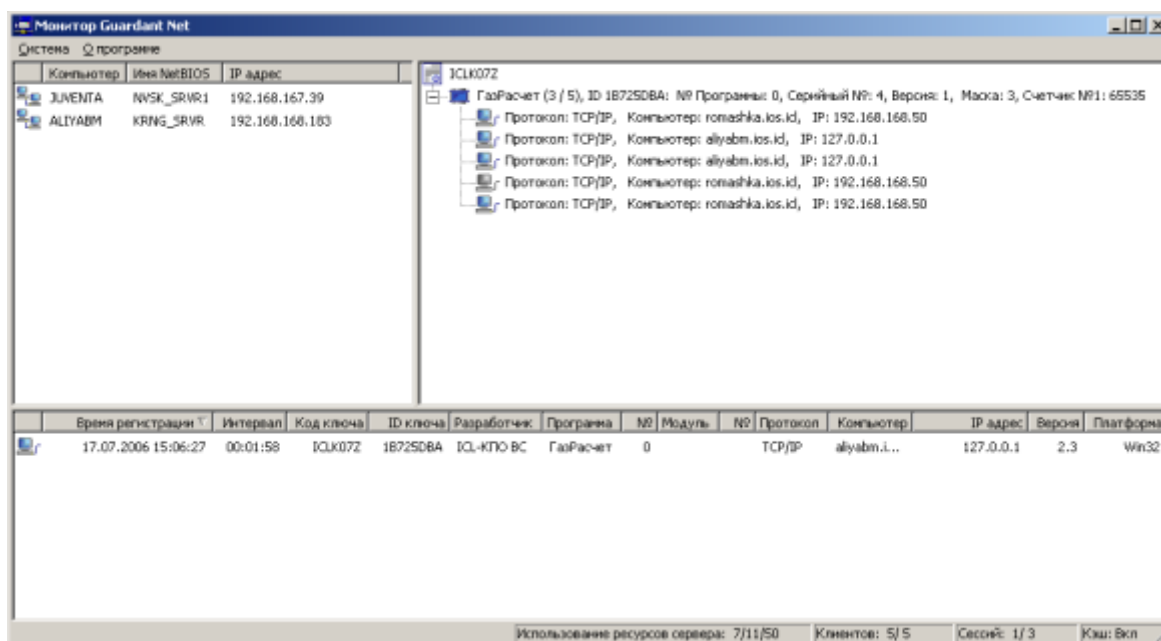 Монитор Guardant Net
Система О программе
Компьютер Имя NetBIOS IP адрес
JUVENTA NVSK_SRVR1 192.168.167.39
ALIYABM KRNG_SRVR 192.168.168.183
ICLK07Z
ГазРасчет (3 / 5), ID 1B725DBA: № Программы: 0, Серийный №: 4, Версия: 1, Маска: 3, Счетчик №1: 65535
Протокол: TCP/IP, Компьютер: romashka.ios.id, IP: 192.168.168.50
Протокол: TCP/IP, Компьютер: aliyabm.ios.id, IP: 127.0.0.1
Протокол: TCP/IP, Компьютер: aliyabm.ios.id, IP: 127.0.0.1
Протокол: TCP/IP, Компьютер: romashka.ios.id, IP: 192.168.168.50
Протокол: TCP/IP, Компьютер: romashka.ios.id, IP: 192.168.168.50
Время регистрации Интервал Код ключа ID ключа Разработчик Программа № Модуль № Протокол Компьютер IP адрес Версия Платформа
17.07.2006 15:06:27 00:01:58 ICLK07Z 1B725DBA ICL-КПО ВС ГазРасчет 0 TCP/IP aliyabm.i... 127.0.0.1 2.3 Win32
Использование ресурсов сервера: 7/11/50 Клиентов: 5/5 Сессий: 1/3 Кэш: Вкл